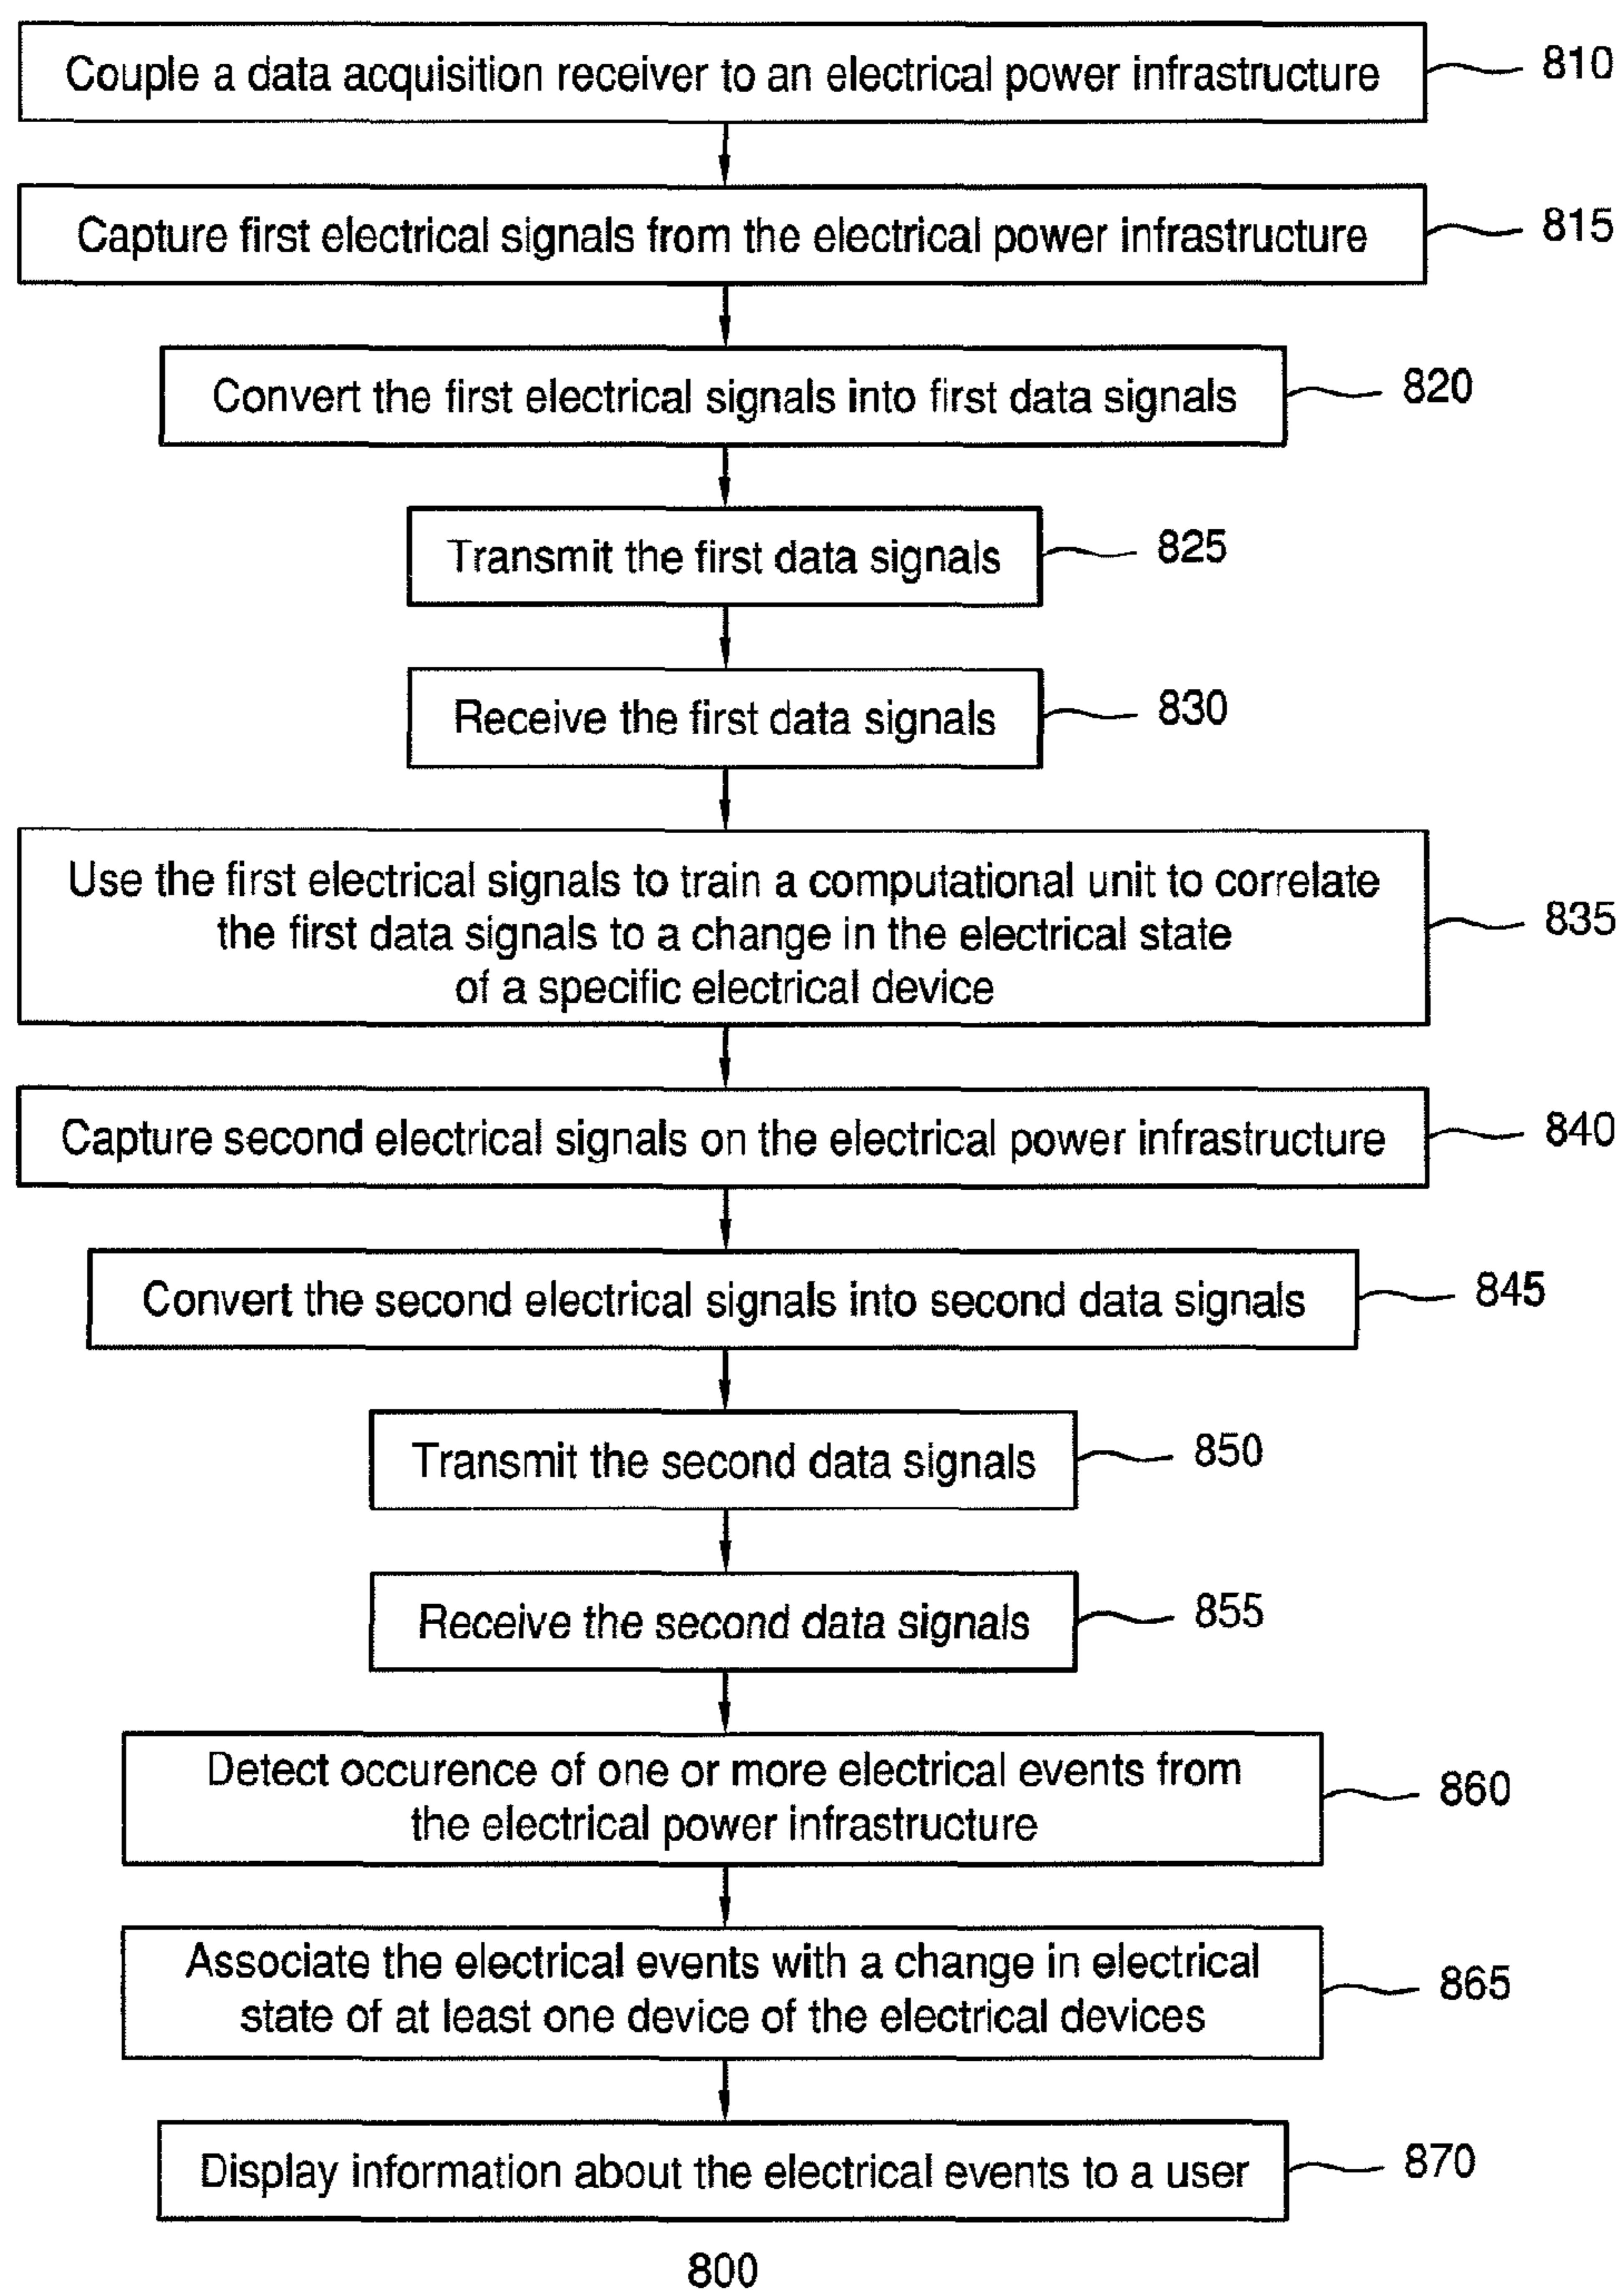 Couple a data acquisition receiver to an electrical power infrastructure
810
Capture first electrical signals from the electrical power infrastructure
815
Convert the first electrical signals into first data signals
820
Transmit the first data signals
825
Receive the first data signals
830
Use the first electrical signals to train a computational unit to correlate
the first data signals to a change in the electrical state
of a specific electrical device
835
Capture second electrical signals on the electrical power infrastructure
840
Convert the second electrical signals into second data signals
845
Transmit the second data signals
850
Receive the second data signals
855
Detect occurence of one or more electrical events from
the electrical power infrastructure
860
Associate the electrical events with a change in electrical
state of at least one device of the electrical devices
865
Display information about the electrical events to a user
870
800